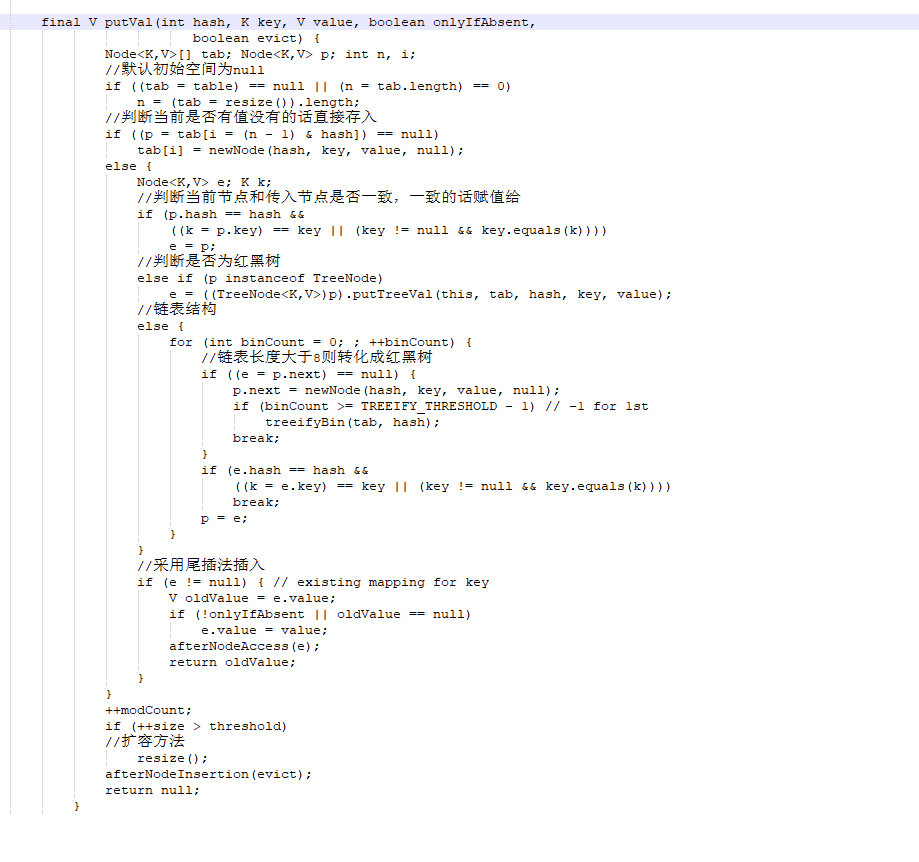 final V putVal(int hash, K key, V value, boolean onlyIfAbsent,
boolean evict) {
Node<K,V>[] tab; Node<K,V> p; int n, i;
//默认初始空间为null
if ((tab = table) == null || (n = tab.length) == 0)
n = (tab = resize()).length;
//判断当前是否有值没有的话直接存入
if ((p = tab[i = (n - 1) & hash]) == null)
tab[i] = newNode(hash, key, value, null);
else {
Node<K,V> e; K k;
//判断当前节点和传入节点是否一致，一致的话赋值给
if (p.hash == hash &&
((k = p.key) == key || (key != null && key.equals(k))))
e = p;
//判断是否为红黑树
else if (p instanceof TreeNode)
e = ((TreeNode<K,V>)p).putTreeVal(this, tab, hash, key, value);
//链表结构
else {
for (int binCount = 0; ; ++binCount) {
//链表长度大于8则转化成红黑树
if ((e = p.next) == null) {
p.next = newNode(hash, key, value, null);
if (binCount >= TREEIFY_THRESHOLD - 1) // -1 for 1st
treeifyBin(tab, hash);
break;
}
if (e.hash == hash &&
((k = e.key) == key || (key != null && key.equals(k))))
break;
p = e;
}
}
//采用尾插法插入
if (e != null) { // existing mapping for key
V oldValue = e.value;
if (!onlyIfAbsent || oldValue == null)
e.value = value;
afterNodeAccess(e);
return oldValue;
}
}
++modCount;
if (++size > threshold)
//扩容方法
resize();
afterNodeInsertion(evict);
return null;
}